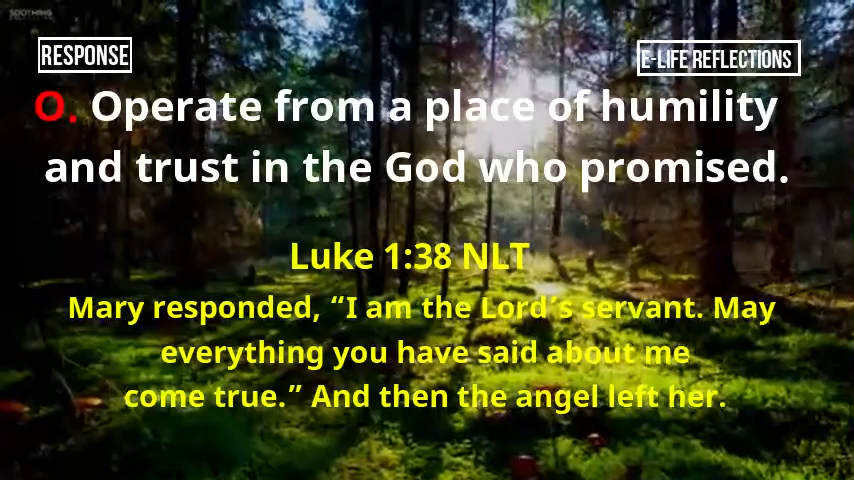 SOOTHING
RESPONSE
E-LIFE REFLECTIONS
O. Operate from a place of humility
and trust in the God who promised.
Luke 1:38 NLT
Mary responded, “I am the Lord’s servant. May
everything you have said about me
come true.” And then the angel left her.